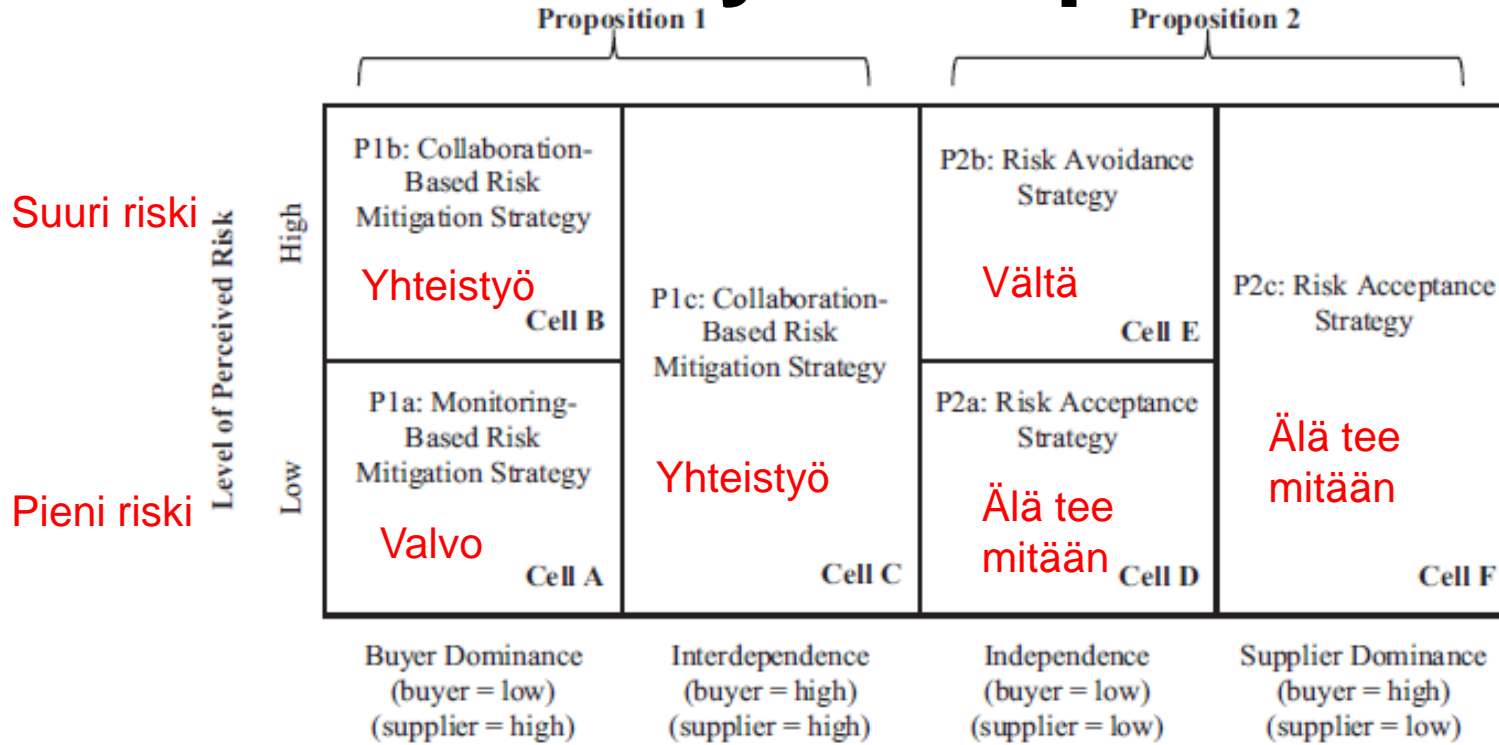 Proposition 1
Proposition 2
Suuri riski
Pieni riski
Level of Perceived Risk
High
Low
P1b: Collaboration-
Based Risk
Mitigation Strategy
Yhteistyö
Cell B
P1a: Monitoring-
Based Risk
Mitigation Strategy
Valvo
Cell A
P1c: Collaboration-
Based Risk
Mitigation Strategy
Yhteistyö
Cell C
P2b: Risk Avoidance
Strategy
Vältä
Cell E
P2a: Risk Acceptance
Strategy
Älä tee
mitään
Cell D
P2c: Risk Acceptance
Strategy
Älä tee
mitään
Cell F
Buyer Dominance
(buyer = low)
(supplier = high)
Interdependence
(buyer = high)
(supplier = high)
Independence
(buyer = low)
(supplier = low)
Supplier Dominance
(buyer = high)
(supplier = low)